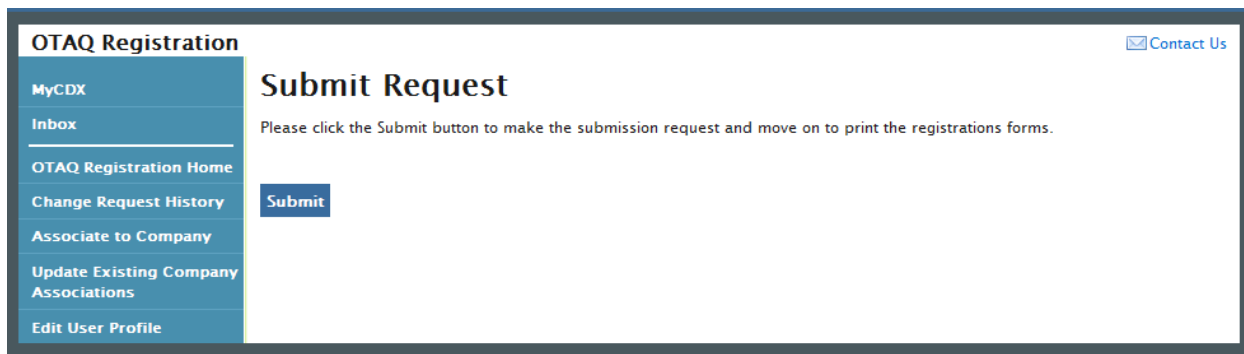 OTAQ Registration
Contact Us
MyCDX
Inbox
OTAQ Registration Home
Change Request History
Associate to Company
Update Existing Company
Associations
Edit User Profile
Submit Request
Please click the Submit button to make the submission request and move on to print the registrations forms.
Submit